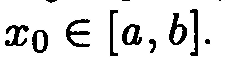 x₀ ∈ [a, b].